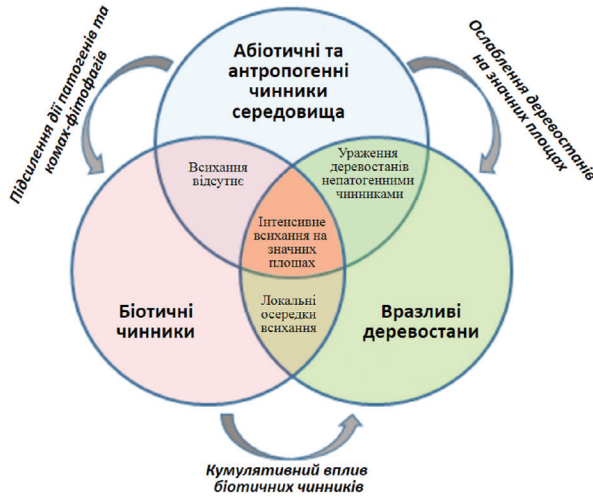 Підсилення дії патогенів та
комах-фітофагів
Абіотичні та
антропогенні
чинники
середовища
Ослаблення деревостанів
на значних площах
Всихання
відсутнє
Ураження
деревостанів
непатогенними
чинниками
Інтенсивне
всихання на
значних
площах
Біотичні
чинники
Локальні
осередки
всихання
Вразливі
деревостани
Кумулятивний вплив
біотичних чинників